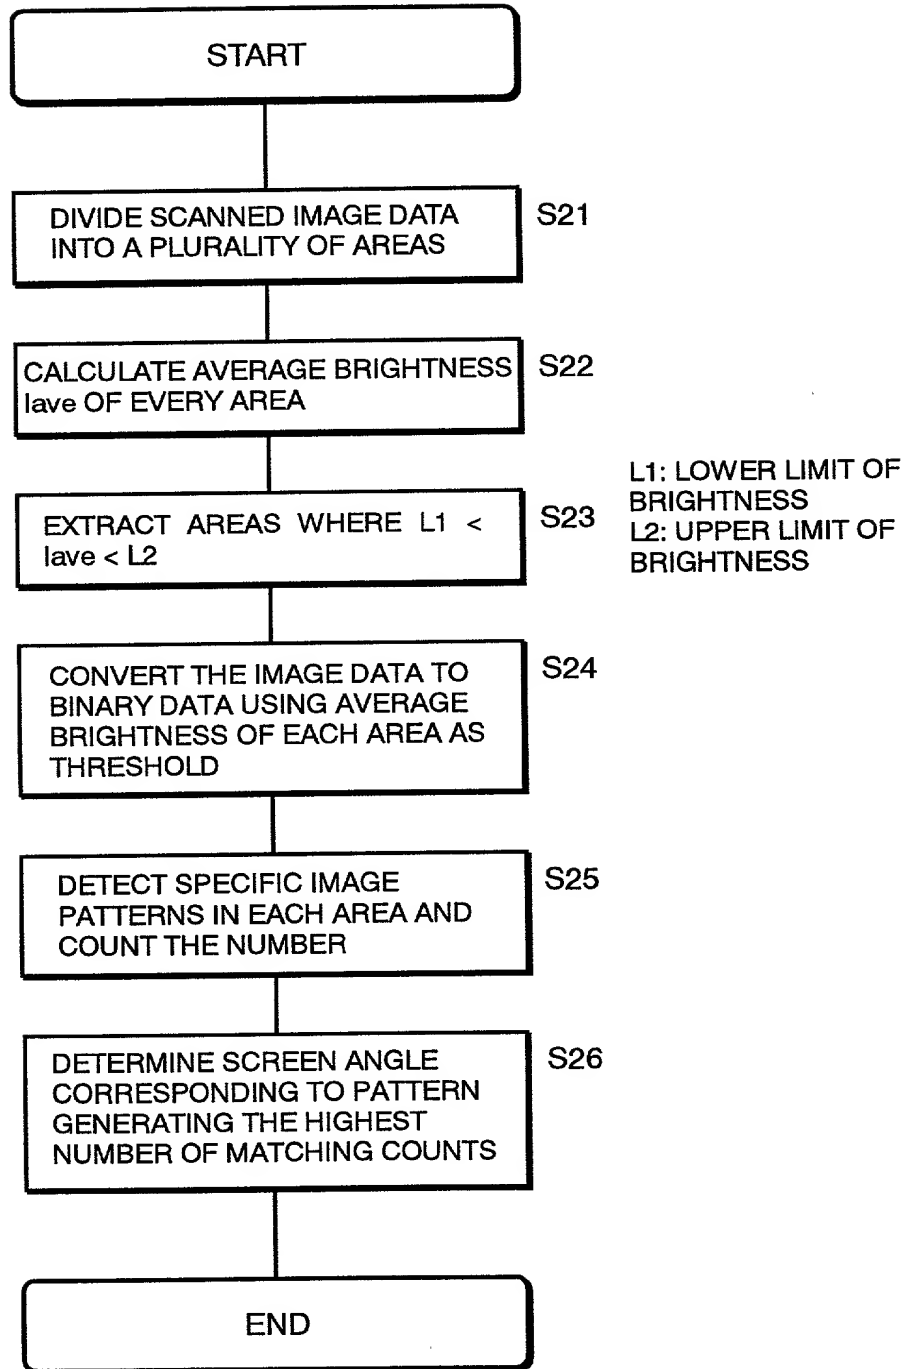 START
DIVIDE SCANNED IMAGE DATA
INTO A PLURALITY OF AREAS
S21
CALCULATE AVERAGE BRIGHTNESS
Iave OF EVERY AREA
S22
EXTRACT AREAS WHERE L1 <
Iave < L2
S23
L1: LOWER LIMIT OF
BRIGHTNESS
L2: UPPER LIMIT OF
BRIGHTNESS
CONVERT THE IMAGE DATA TO
BINARY DATA USING AVERAGE
BRIGHTNESS OF EACH AREA AS
THRESHOLD
S24
DETECT SPECIFIC IMAGE
PATTERNS IN EACH AREA AND
COUNT THE NUMBER
S25
DETERMINE SCREEN ANGLE
CORRESPONDING TO PATTERN
GENERATING THE HIGHEST
NUMBER OF MATCHING COUNTS
S26
END